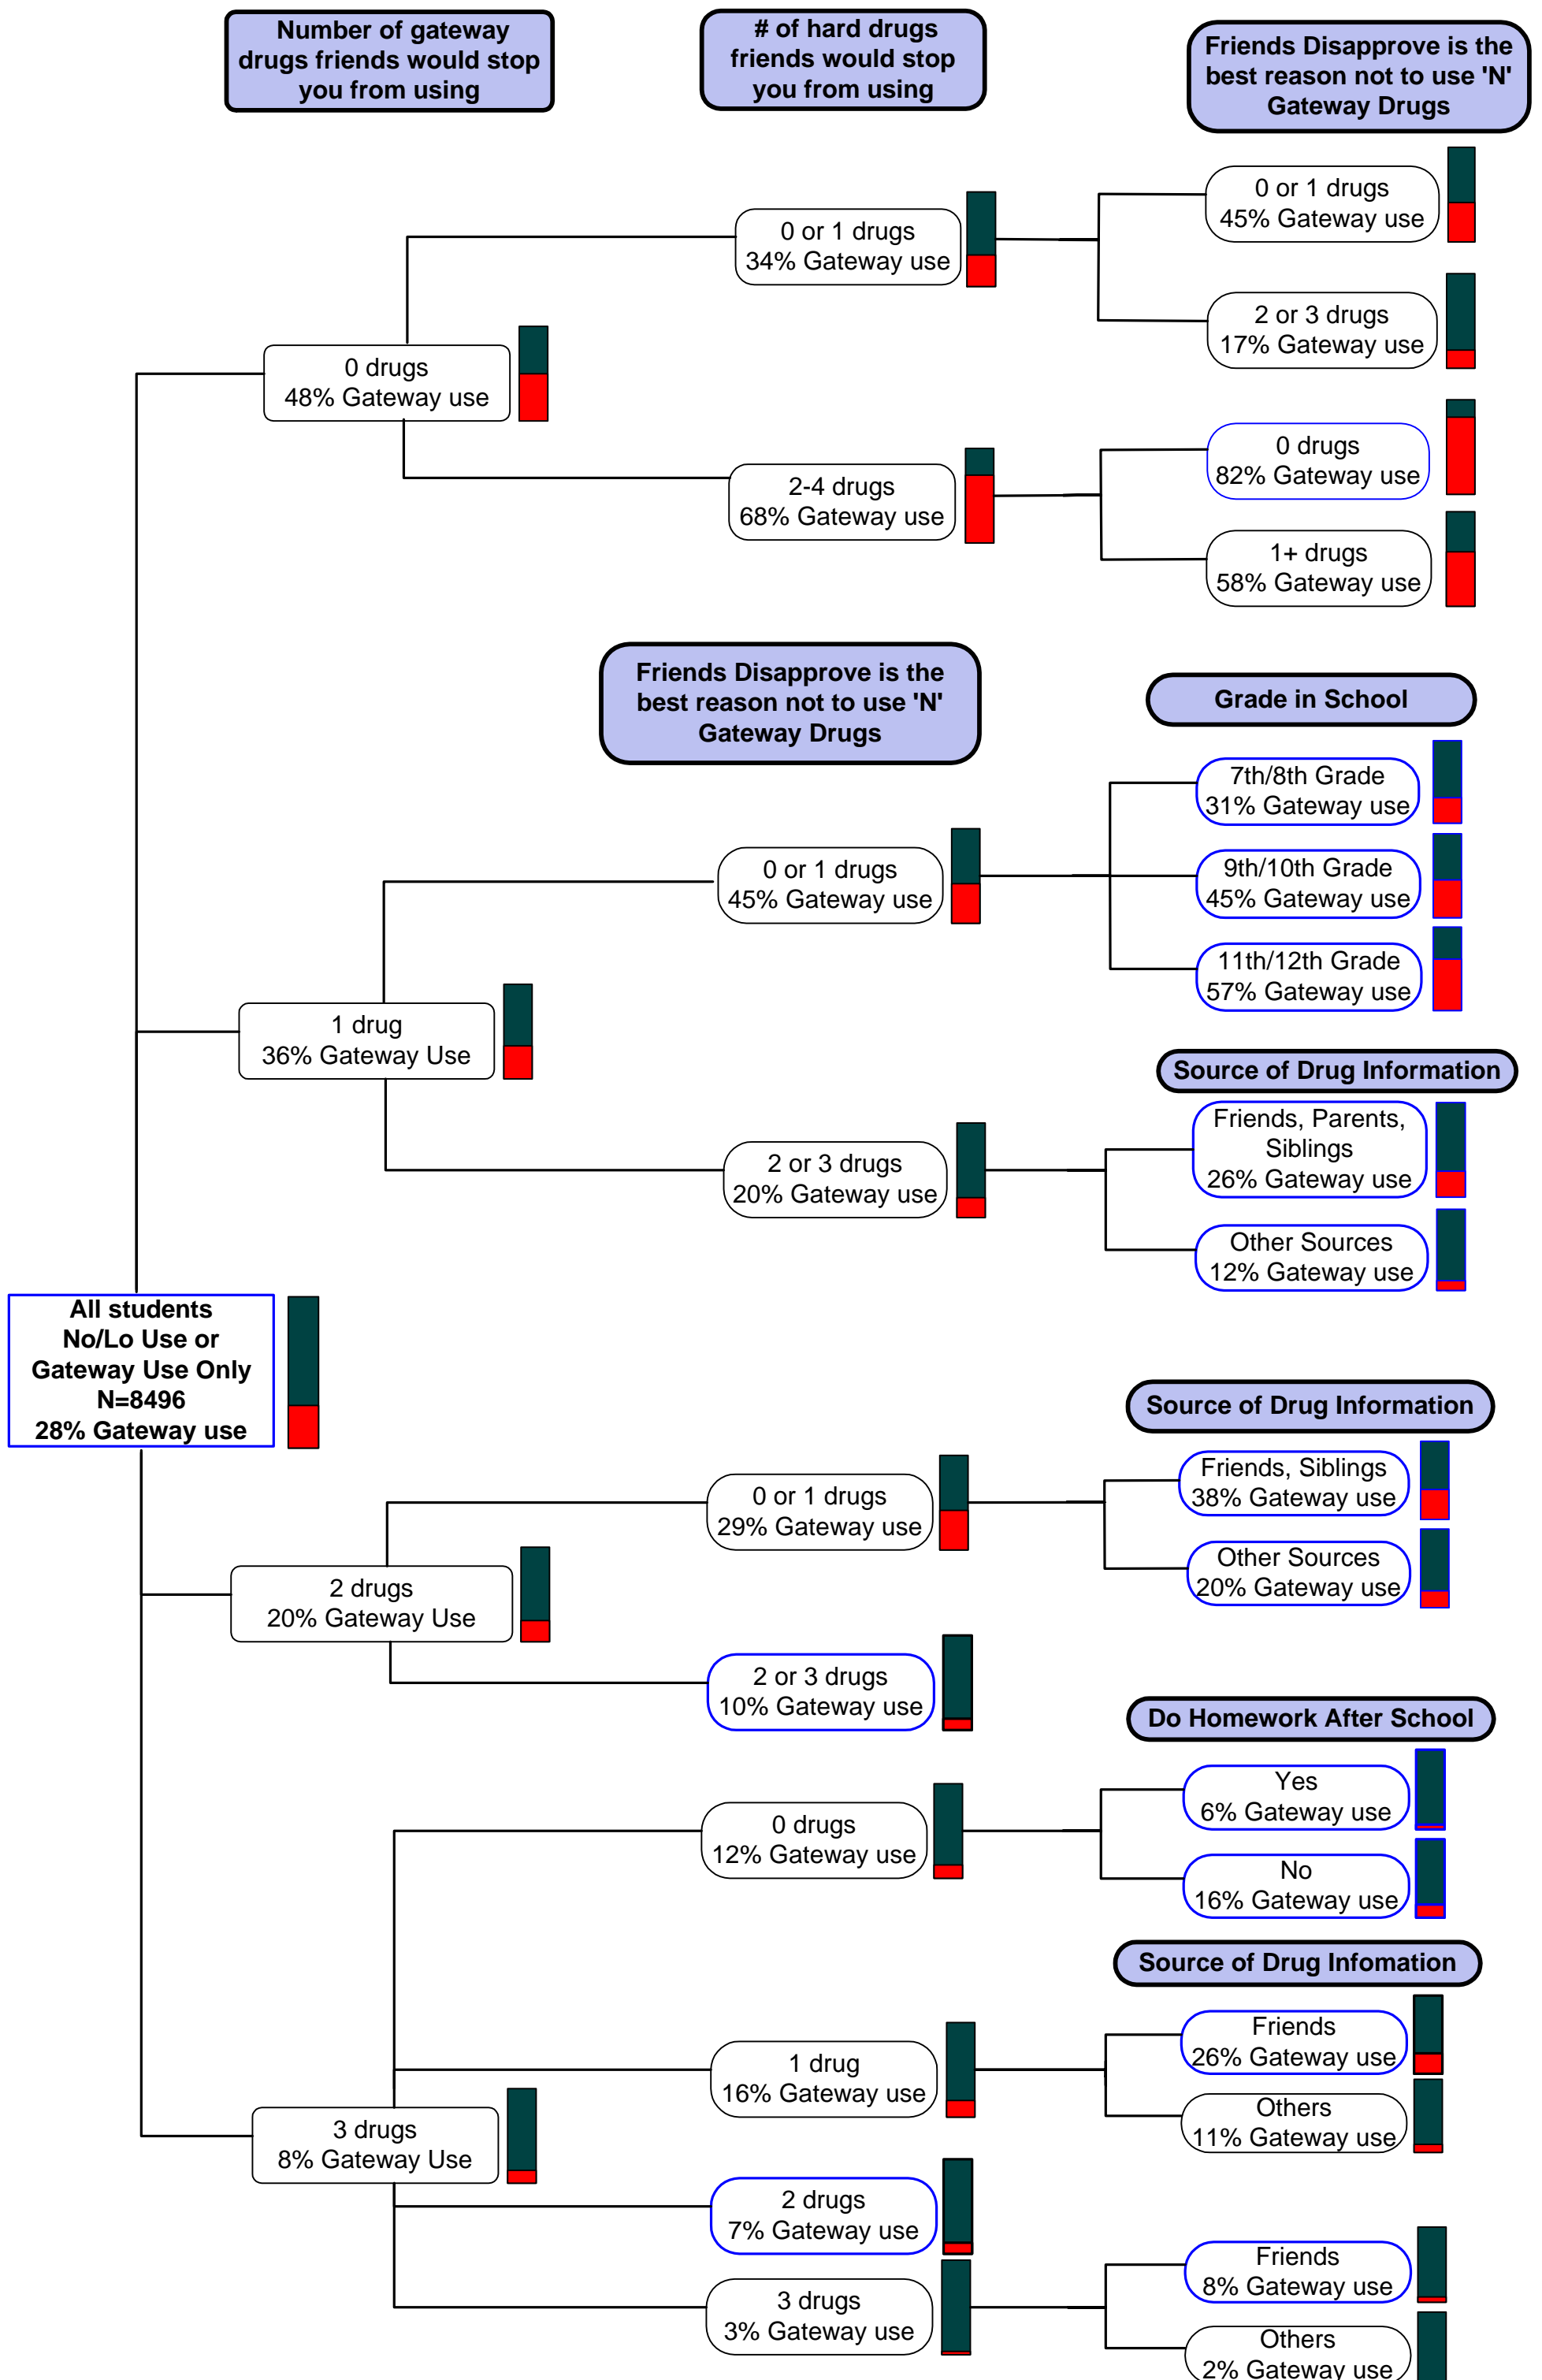 Number of gateway
drugs friends would stop
you from using
# of hard drugs
friends would stop
you from using
Friends Disapprove is the
best reason not to use 'N'
Gateway Drugs
0 or 1 drugs
45% Gateway use
0 or 1 drugs
34% Gateway use
2 or 3 drugs
17% Gateway use
0 drugs
48% Gateway use
0 drugs
82% Gateway use
2-4 drugs
68% Gateway use
1+ drugs
58% Gateway use
Friends Disapprove is the
best reason not to use 'N'
Gateway Drugs
Grade in School
7th/8th Grade
31% Gateway use
0 or 1 drugs
45% Gateway use
9th/10th Grade
45% Gateway use
11th/12th Grade
57% Gateway use
1 drug
36% Gateway Use
Source of Drug Information
Friends, Parents,
Siblings
26% Gateway use
2 or 3 drugs
20% Gateway use
Other Sources
12% Gateway use
All students
No/Lo Use or
Gateway Use Only
N=8496
28% Gateway use
Source of Drug Information
Friends, Siblings
38% Gateway use
0 or 1 drugs
29% Gateway use
Other Sources
20% Gateway use
2 drugs
20% Gateway Use
2 or 3 drugs
10% Gateway use
Do Homework After School
Yes
6% Gateway use
0 drugs
12% Gateway use
No
16% Gateway use
Source of Drug Infomation
Friends
26% Gateway use
1 drug
16% Gateway use
Others
11% Gateway use
3 drugs
8% Gateway Use
2 drugs
7% Gateway use
Friends
8% Gateway use
3 drugs
3% Gateway use
Others
2% Gateway use